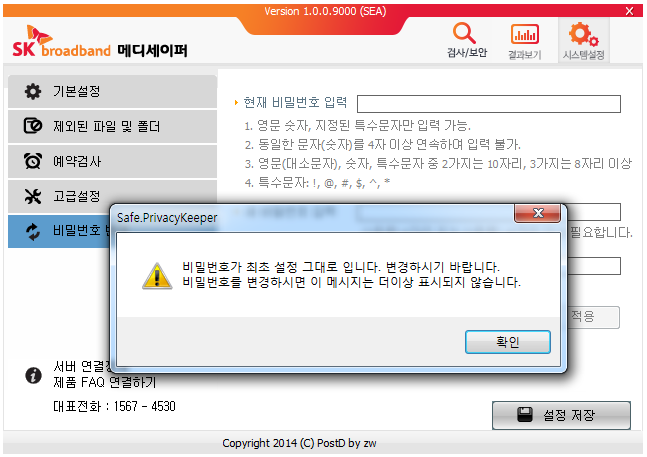 Version 1.0.0.9000 (SEA)
SK broadband 메디세이퍼
검사/보안
결과보기
시스템설정
기본설정
제외된 파일 및 폴더
예약검사
고급설정
비밀번호
현재 비밀번호 입력
1. 영문 숫자, 지정된 특수문자만 입력 가능.
2. 동일한 문자(숫자)를 4자 이상 연속하여 입력 불가.
3. 영문(대소문자), 숫자, 특수문자 중 2가지는 10자리, 3가지는 8자리 이상
4. 특수문자: !, @, #, $, ^, *
필요합니다.
적용
Safe.PrivacyKeeper
비밀번호가 최초 설정 그대로 입니다. 변경하시기 바랍니다.
비밀번호를 변경하시면 이 메시지는 더이상 표시되지 않습니다.
확인
서버 연결
제품 FAQ 연결하기
대표전화 : 1567 - 4530
설정 저장
Copyright 2014 (C) PostD by zw